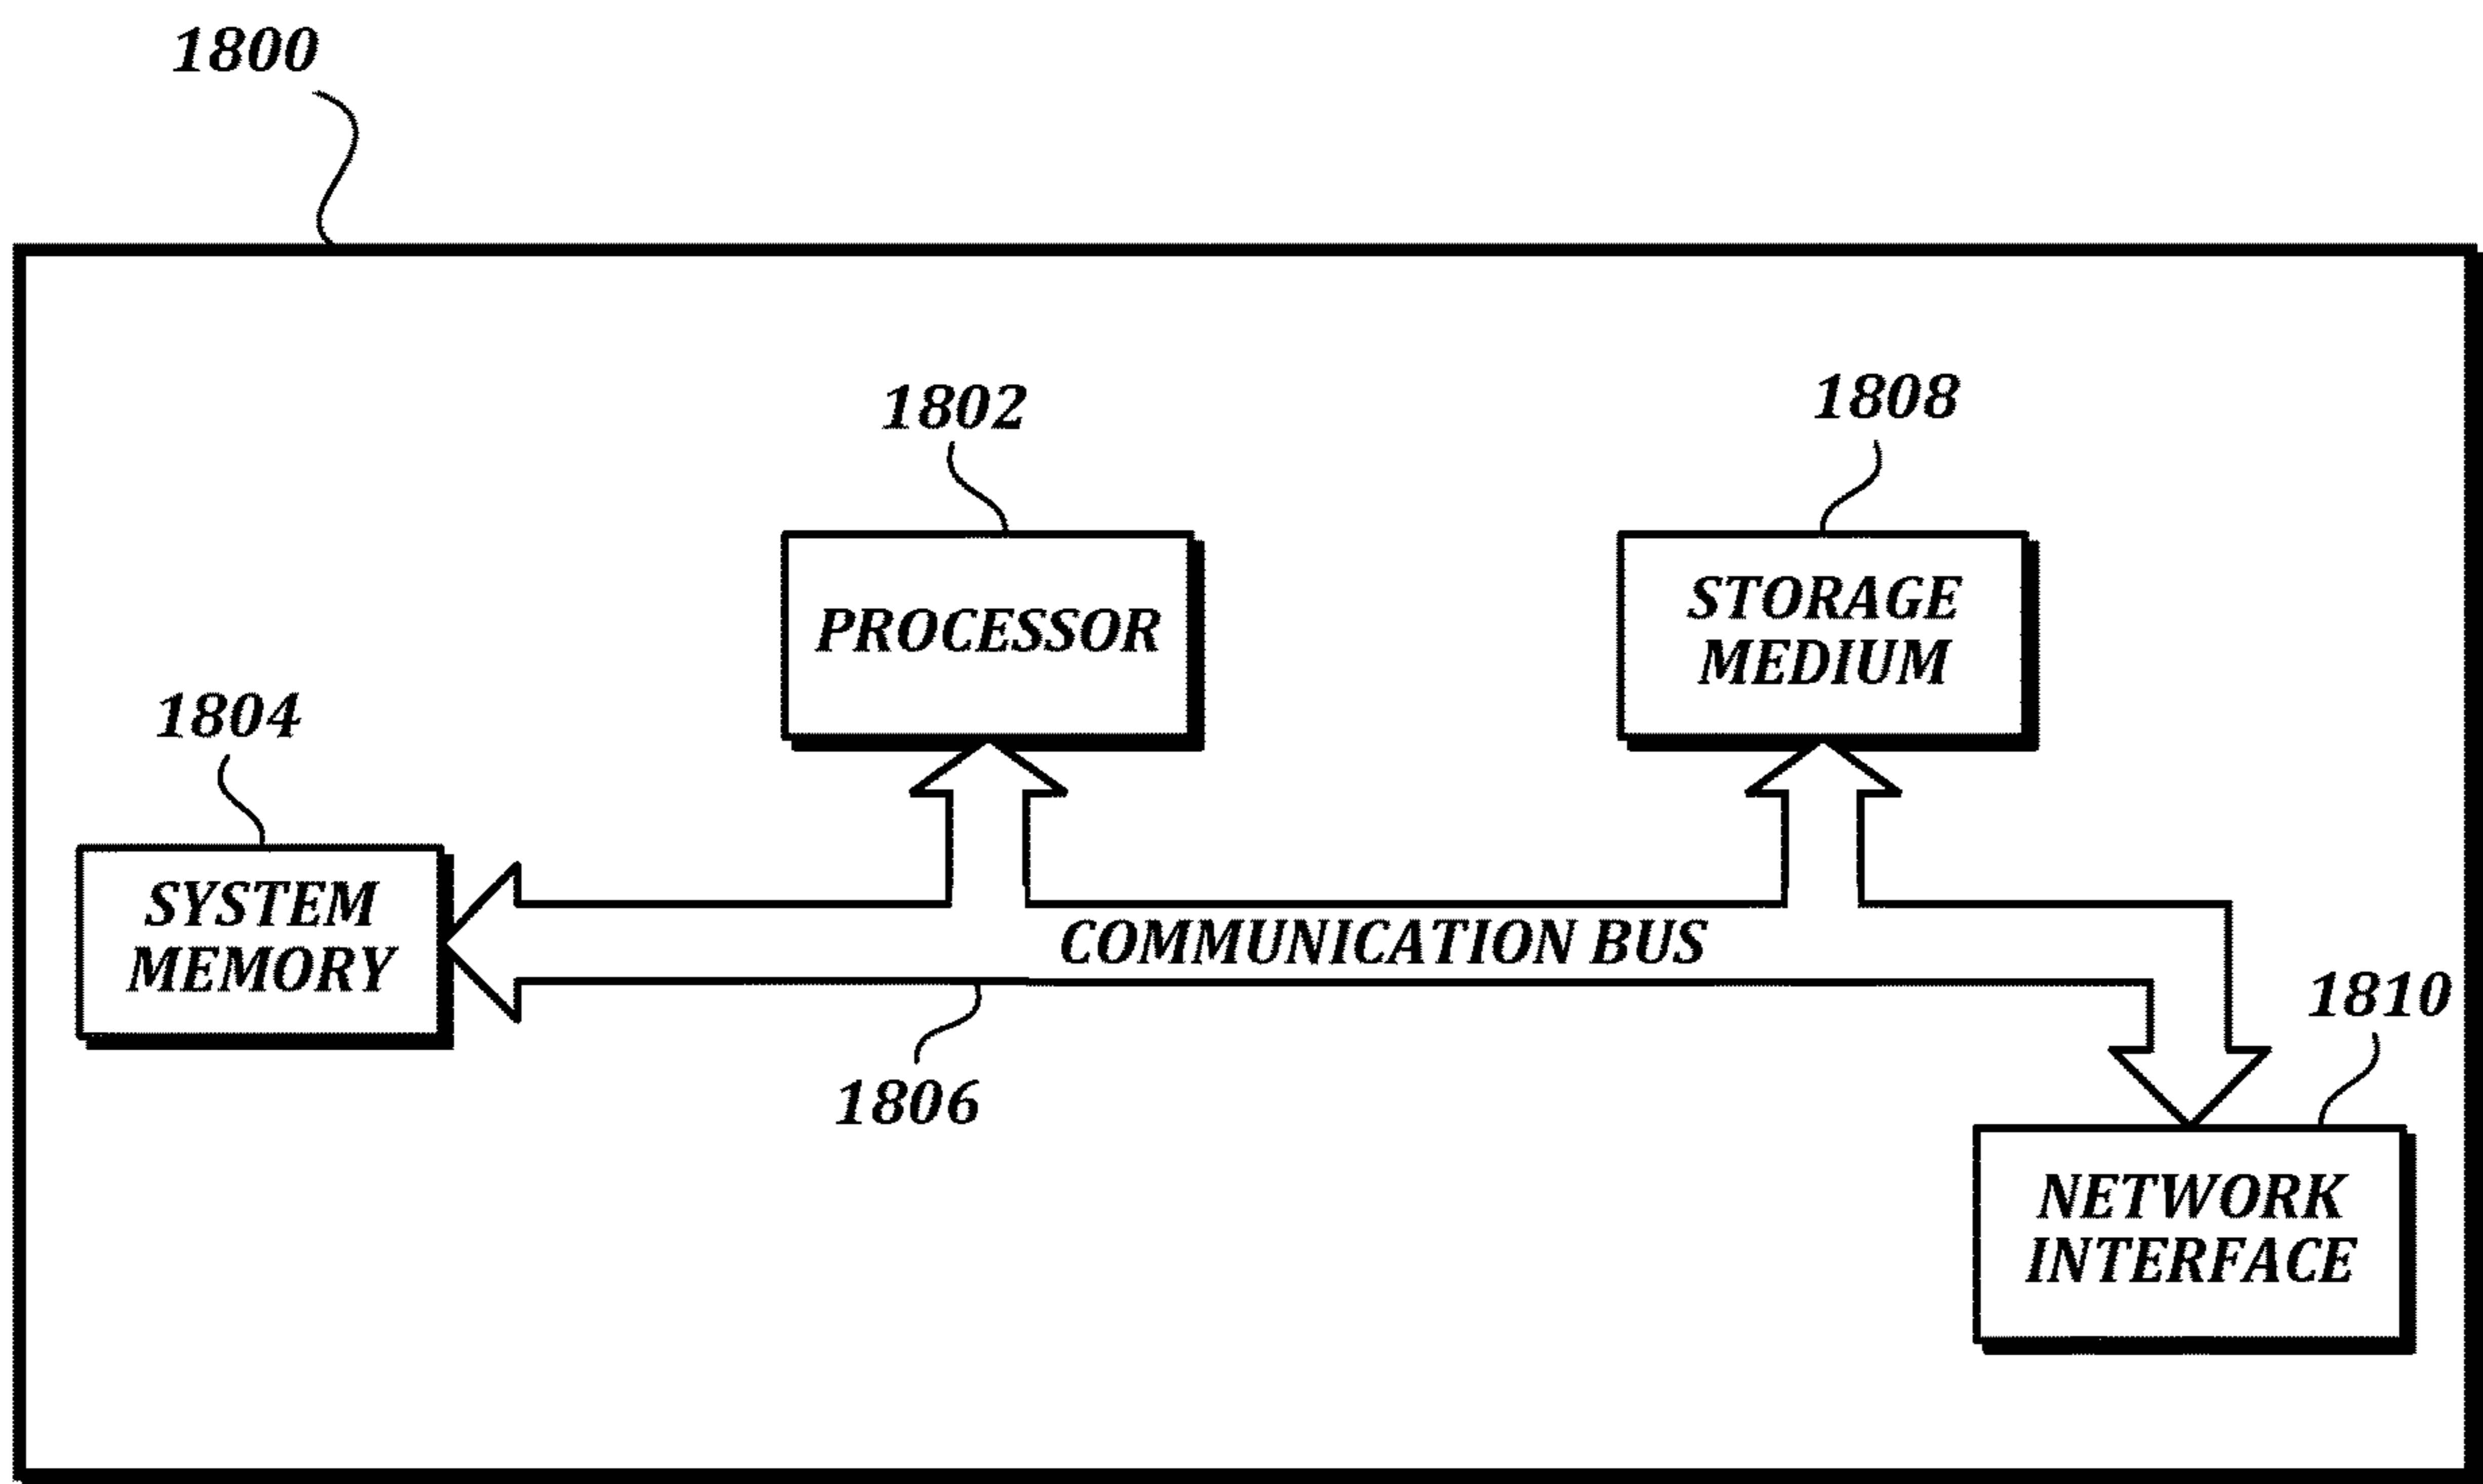 1800
1802
1808
PROCESSOR
STORAGE
MEDIUM
1804
SYSTEM
MEMORY
COMMUNICATION BUS
1810
1806
NETWORK
INTERFACE